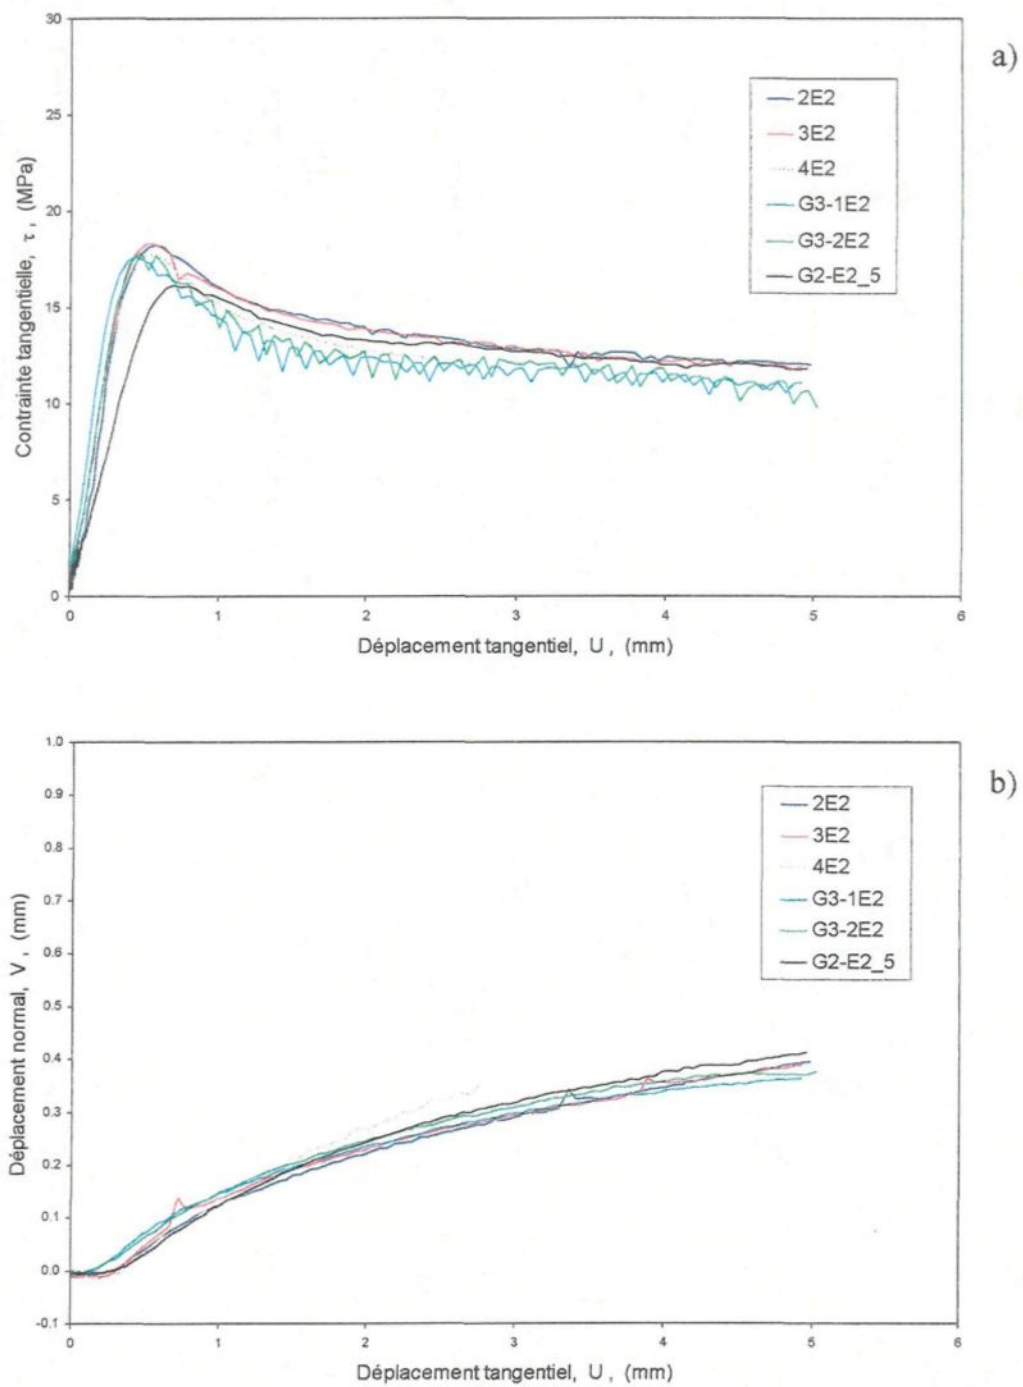 a)
30
25
20
15
10
5
0
Contrainte tangentielle, τ, (MPa)
2E2
3E2
4E2
G3-1E2
G3-2E2
G2-E2_5
0 1 2 3 4 5 6
Déplacement tangentiel, U, (mm)
b)
1.0
0.9
0.8
0.7
0.6
0.5
0.4
0.3
0.2
0.1
0.0
-0.1
Déplacement normal, V, (mm)
2E2
3E2
4E2
G3-1E2
G3-2E2
G2-E2_5
0 1 2 3 4 5 6
Déplacement tangentiel, U, (mm)